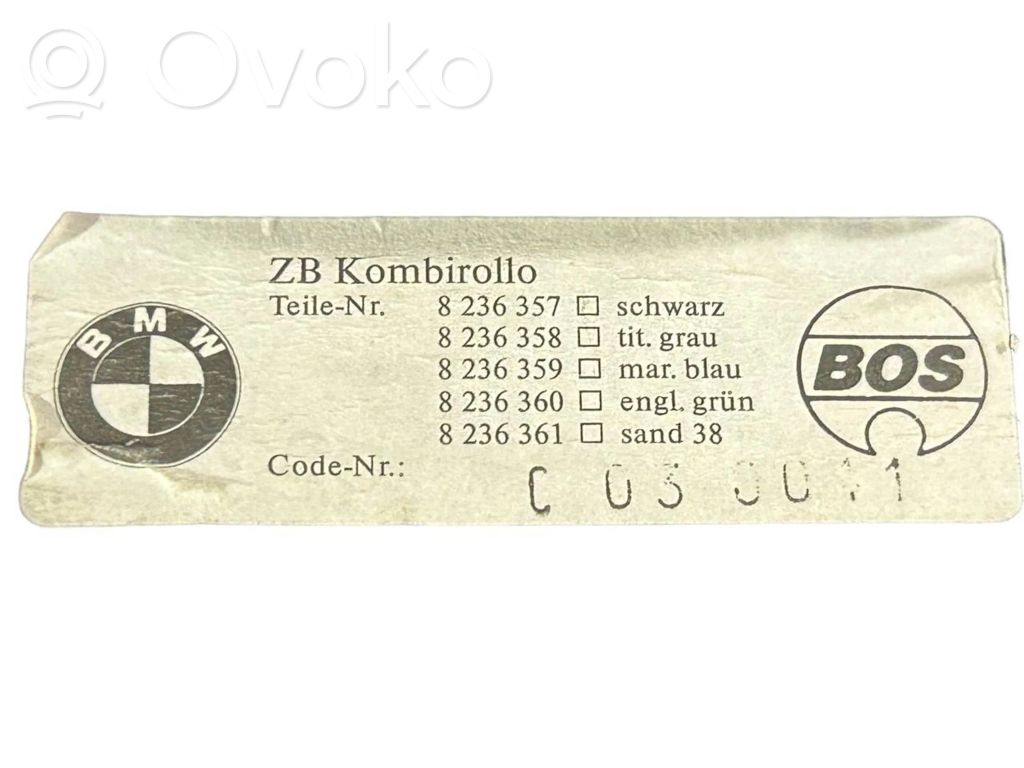 Ovoko
ZB Kombirollo
Teile-Nr. 8 236 357 □ schwarz
8 236 358 □ tit. grau
8 236 359 □ mar. blau
8 236 360 □ engl. grün
8 236 361 □ sand 38
Code-Nr.: C 03
BMW
BOS